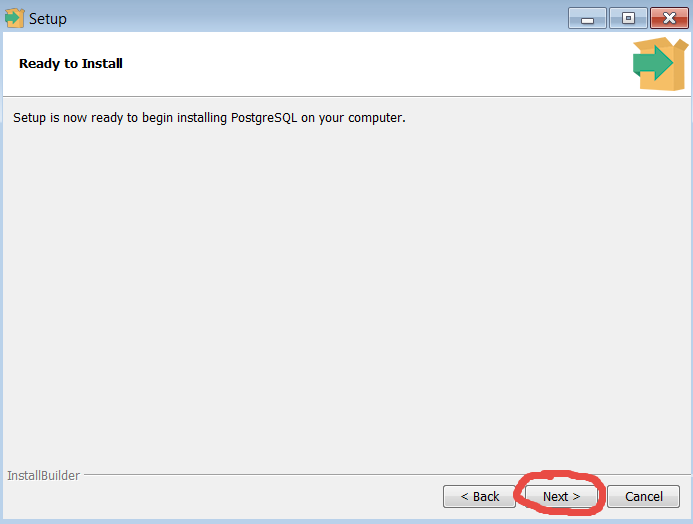 Setup
Ready to Install
Setup is now ready to begin installing PostgreSQL on your computer.
InstallBuilder
< Back
Next >
Cancel